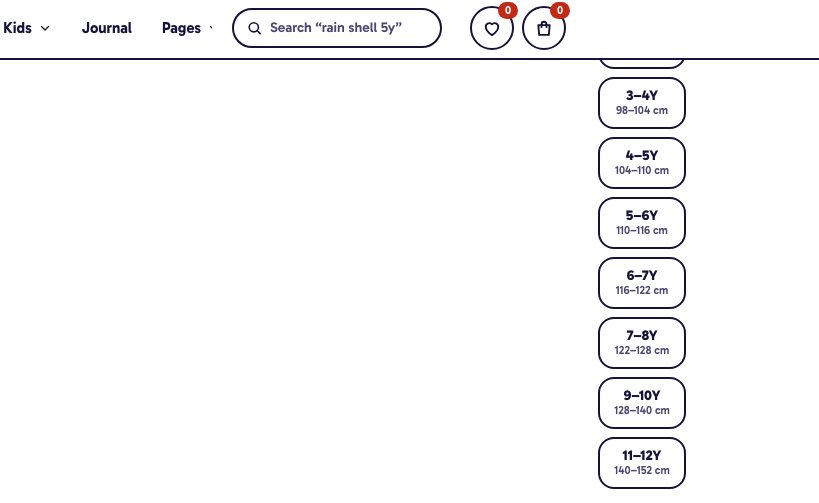 Kids
Journal
Pages
Search “rain shell 5y”
0
0
3–4Y
98–104 cm
4–5Y
104–110 cm
5–6Y
110–116 cm
6–7Y
116–122 cm
7–8Y
122–128 cm
9–10Y
128–140 cm
11–12Y
140–152 cm